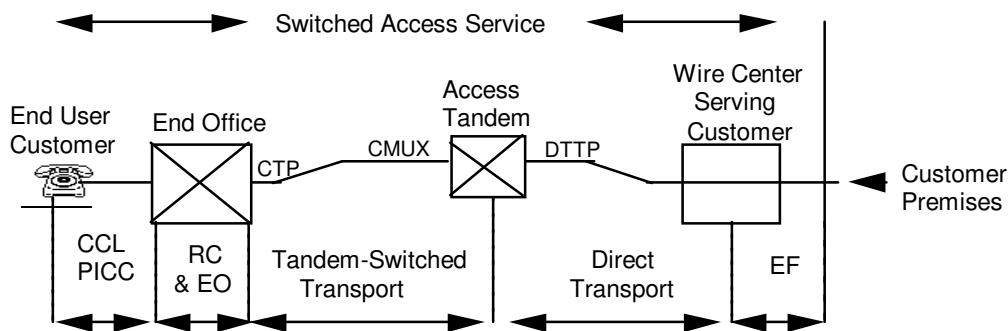 Switched Access Service
End User
Customer
End Office
Access
Tandem
Wire Center
Serving
Customer
CTP
CMUX
DTTP
Customer
Premises
CCL
PICC
RC
& EO
Tandem-Switched
Transport
Direct
Transport
EF